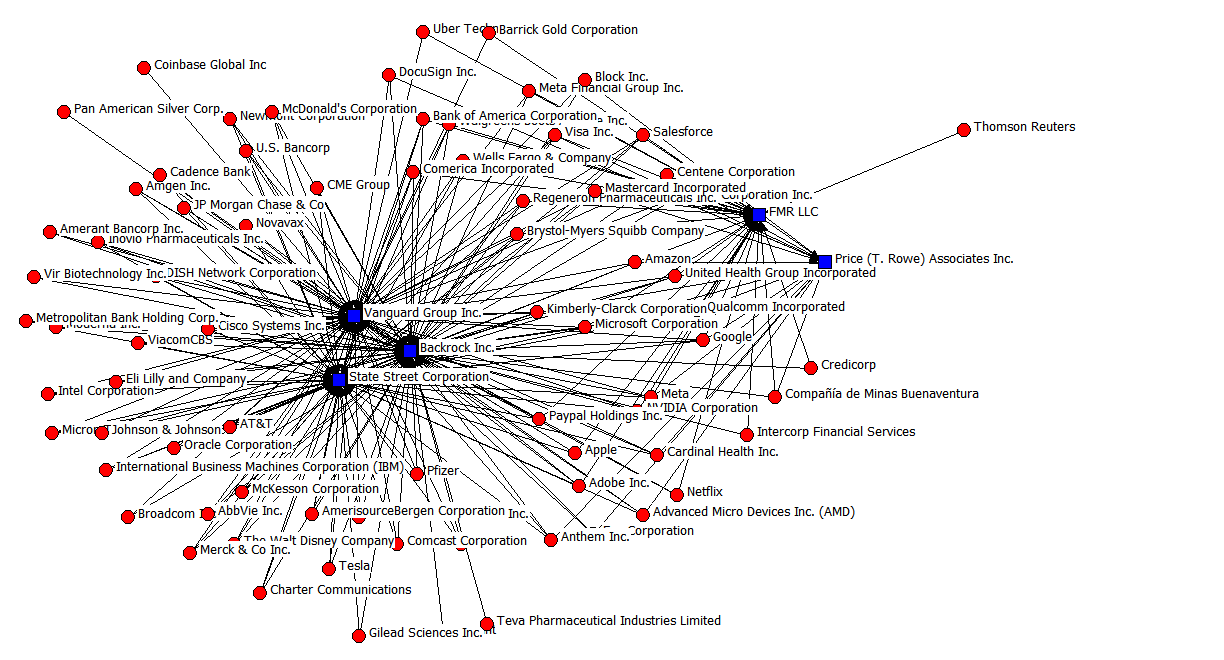 Uber Tech
Barrick Gold Corporation
Coinbase Global Inc
DocuSign Inc.
Block Inc.
Meta Financial Group Inc.
Pan American Silver Corp.
McDonald's Corporation
Newmont Corporation
Bank of America Corporation
Inc.
Visa Inc.
Salesforce
Thomson Reuters
U.S. Bancorp
Wells Fargo & Company
Cadence Bank
Comerica Incorporated
Centene Corporation
Amgen Inc.
CME Group
Mastercard Incorporated
Regeneron Pharmaceuticals Inc.
Corporation Inc.
JP Morgan Chase & Co
FMR LLC
Novavax
Amerant Bancorp Inc.
Inovio Pharmaceuticals Inc.
Brystol-Myers Squibb Company
Amazon
Price (T. Rowe) Associates Inc.
Vir Biotechnology Inc.
DISH Network Corporation
United Health Group Incorporated
Vanguard Group Inc.
Kimberly-Clarck Corporation
Qualcomm Incorporated
Metropolitan Bank Holding Corp.
Moderna Inc.
Cisco Systems Inc.
Microsoft Corporation
ViacomCBS
Backrock Inc.
Google
Credicorp
Eli Lilly and Company
State Street Corporation
Intel Corporation
Meta
Compañía de Minas Buenaventura
NVIDIA Corporation
Paypal Holdings Inc.
Micron T
Johnson & Johnson
AT&T
Intercorp Financial Services
Oracle Corporation
Apple
Cardinal Health Inc.
International Business Machines Corporation (IBM)
Pfizer
Adobe Inc.
McKesson Corporation
Netflix
Broadcom
AbbVie Inc.
AmerisourceBergen Corporation
Inc.
Advanced Micro Devices Inc. (AMD)
Corporation
Anthem Inc.
The Walt Disney Company
Comcast Corporation
Merck & Co Inc.
Tesla
Charter Communications
Teva Pharmaceutical Industries Limited
Gilead Sciences Inc.